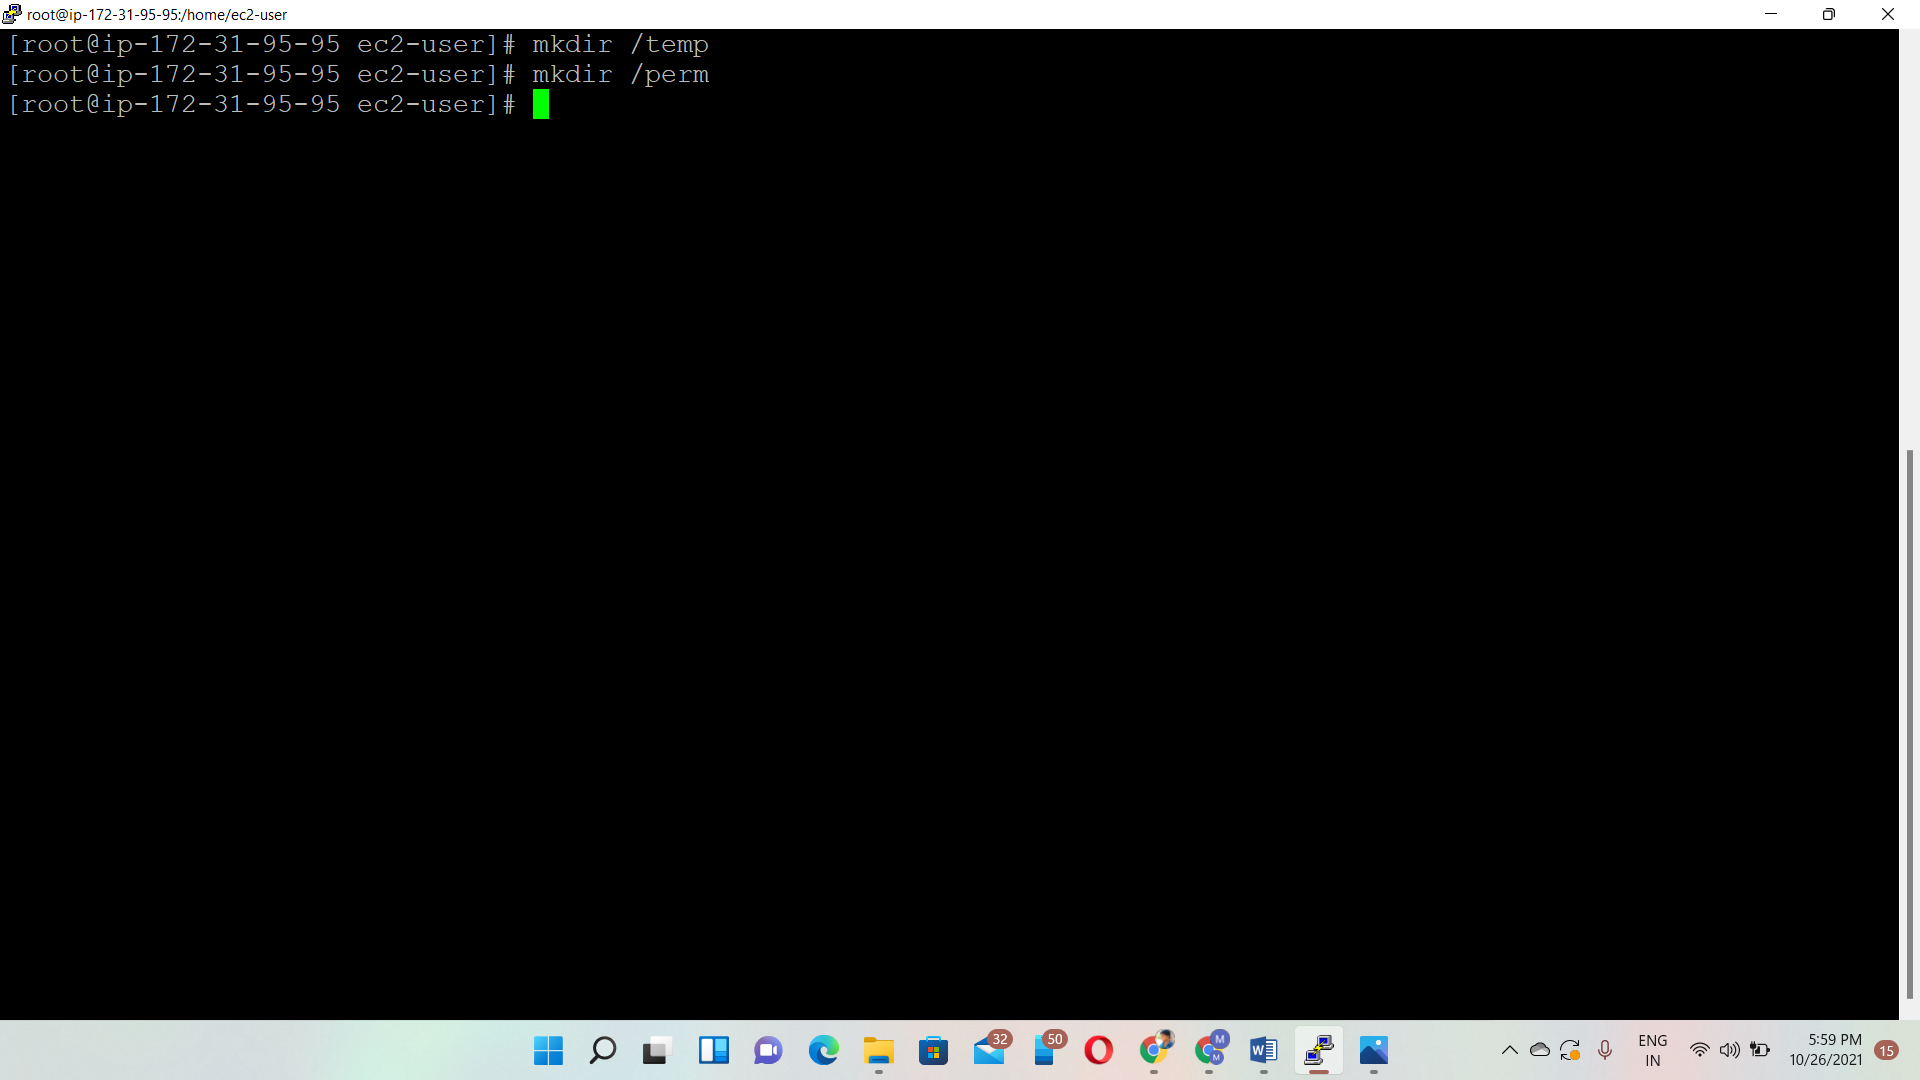 root@ip-172-31-95-95:/home/ec2-user
[root@ip-172-31-95-95 ec2-user]# mkdir /temp
[root@ip-172-31-95-95 ec2-user]# mkdir /perm
[root@ip-172-31-95-95 ec2-user]#
32
50
M
M
W
ENG
IN
5:59 PM
10/26/2021
15